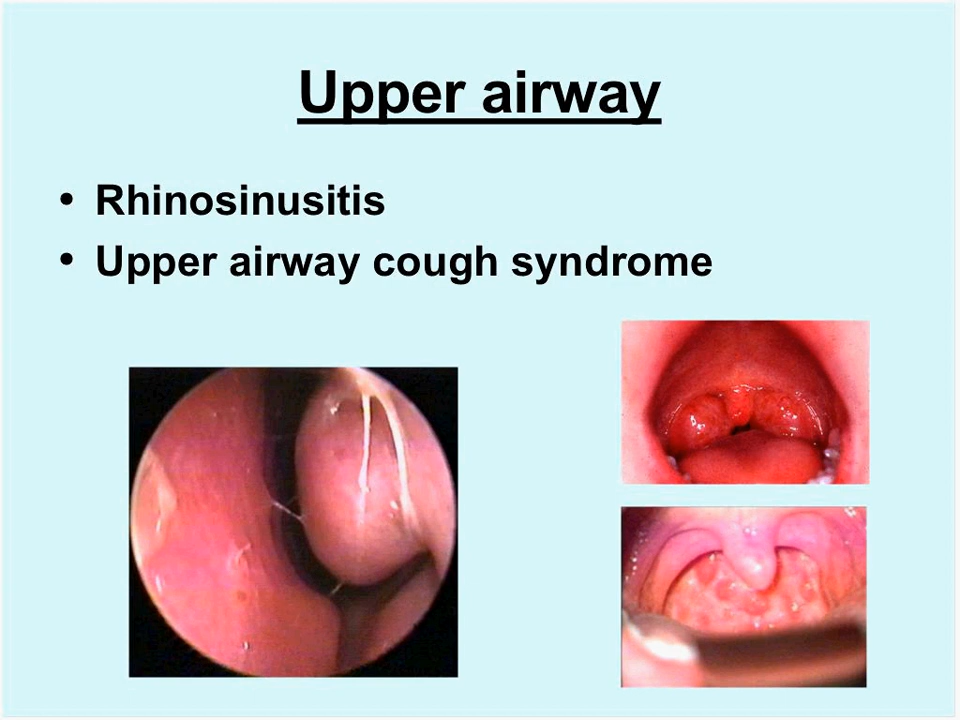 Upper airway
• Rhinosinusitis
• Upper airway cough syndrome